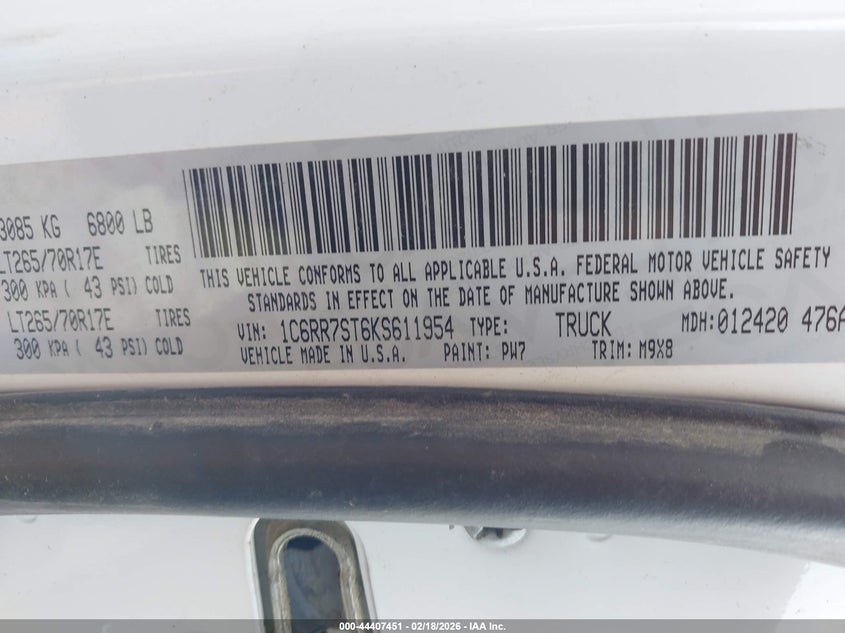 3085 KG 6800 LB
LT265/70R17E TIRES
300 KPA ( 43 PSI) COLD
LT265/70R17E TIRES
300 KPA ( 43 PSI) COLD
THIS VEHICLE CONFORMS TO ALL APPLICABLE U.S.A. FEDERAL MOTOR VEHICLE SAFETY
STANDARDS IN EFFECT ON THE DATE OF MANUFACTURE SHOWN ABOVE.
VIN: 1C6RR7ST6KS611954 TYPE: TRUCK MDH: 012420 476A
VEHICLE MADE IN U.S.A. PAINT: PW7 TRIM: M9X8
000-44407451 - 02/18/2026 - IAA Inc.